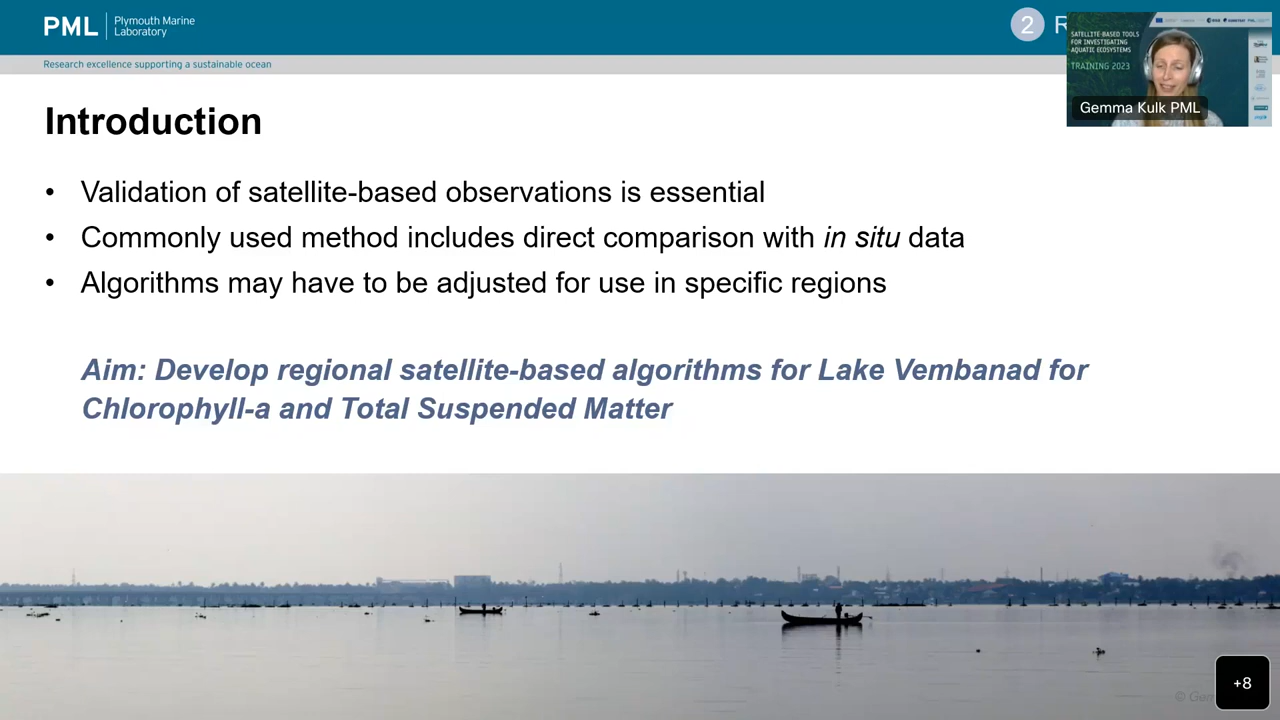 PML
Plymouth Marine
Laboratory
2
Research excellence supporting a sustainable ocean
SATELLITE-BASED TOOLS
FOR INVESTIGATING
AQUATIC ECOSYSTEMS
TRAINING 2023
Gemma Kulk PML
Introduction
• Validation of satellite-based observations is essential
• Commonly used method includes direct comparison with in situ data
• Algorithms may have to be adjusted for use in specific regions
Aim: Develop regional satellite-based algorithms for Lake Vembanad for
Chlorophyll-a and Total Suspended Matter
+8